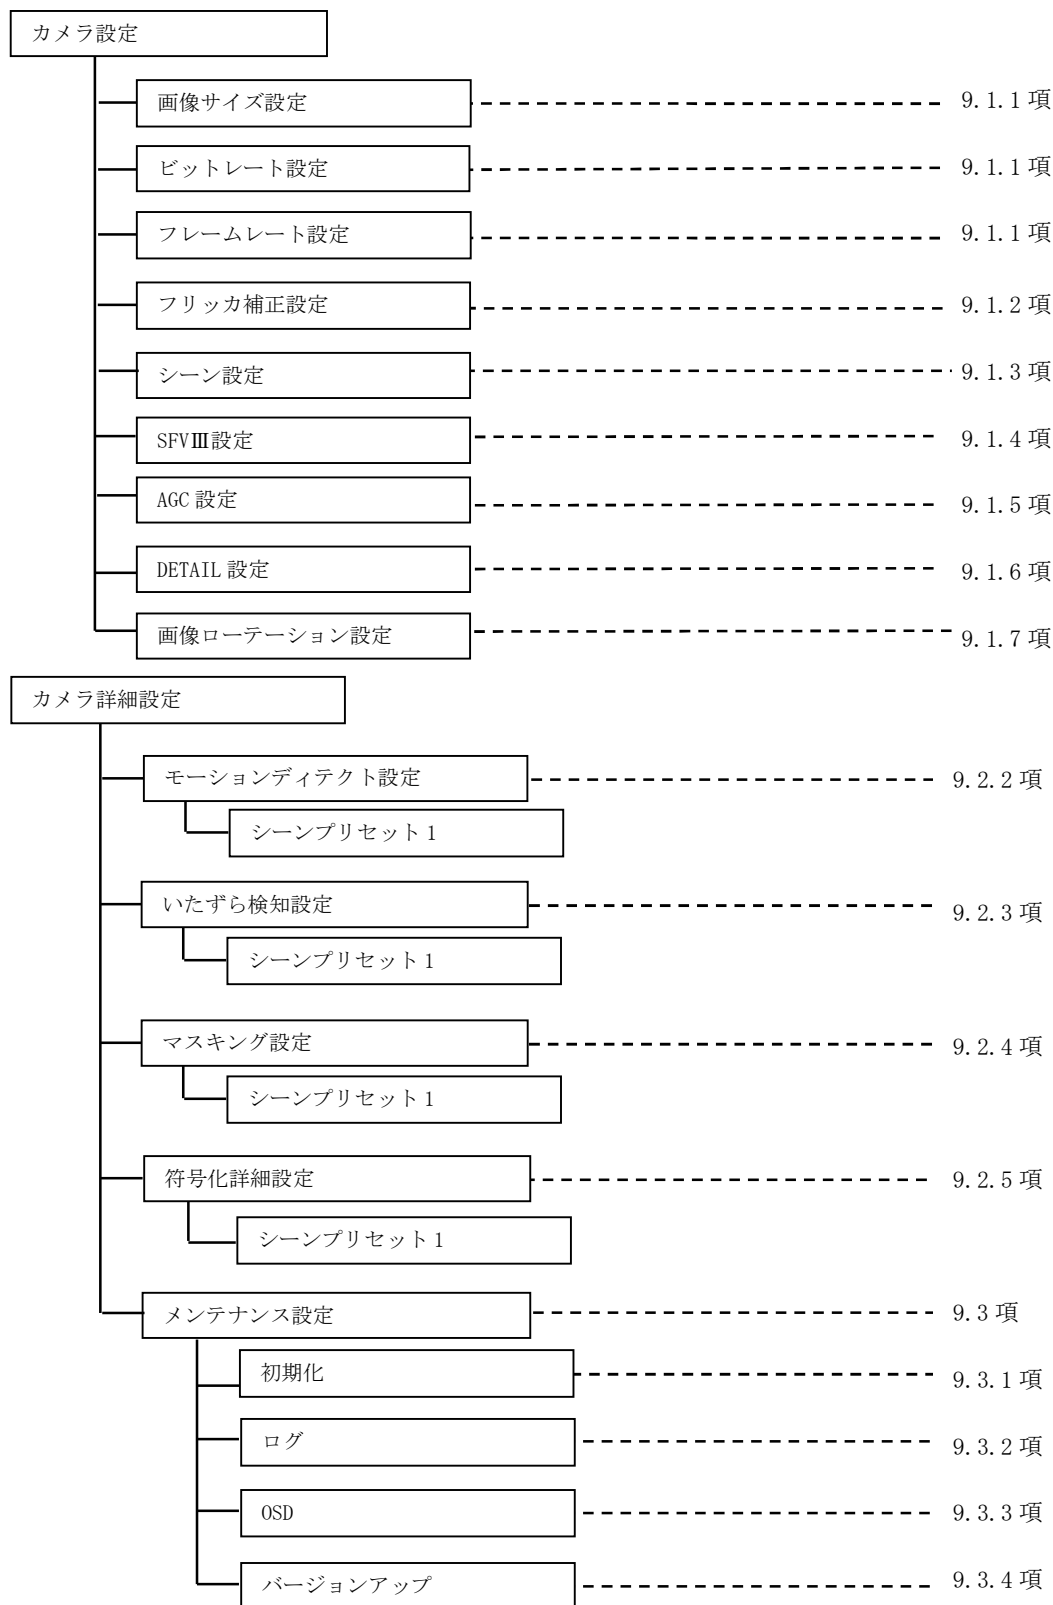 カメラ設定
画像サイズ設定 9.1.1項
ビットレート設定 9.1.1項
フレームレート設定 9.1.1項
フリッカ補正設定 9.1.2項
シーン設定 9.1.3項
SFVⅢ設定 9.1.4項
AGC設定 9.1.5項
DETAIL設定 9.1.6項
画像ローテーション設定 9.1.7項
カメラ詳細設定
モーションディテクト設定 9.2.2項
シーンプリセット1
いたずら検知設定 9.2.3項
シーンプリセット1
マスキング設定 9.2.4項
シーンプリセット1
符号化詳細設定 9.2.5項
シーンプリセット1
メンテナンス設定 9.3項
初期化 9.3.1項
ログ 9.3.2項
OSD 9.3.3項
バージョンアップ 9.3.4項